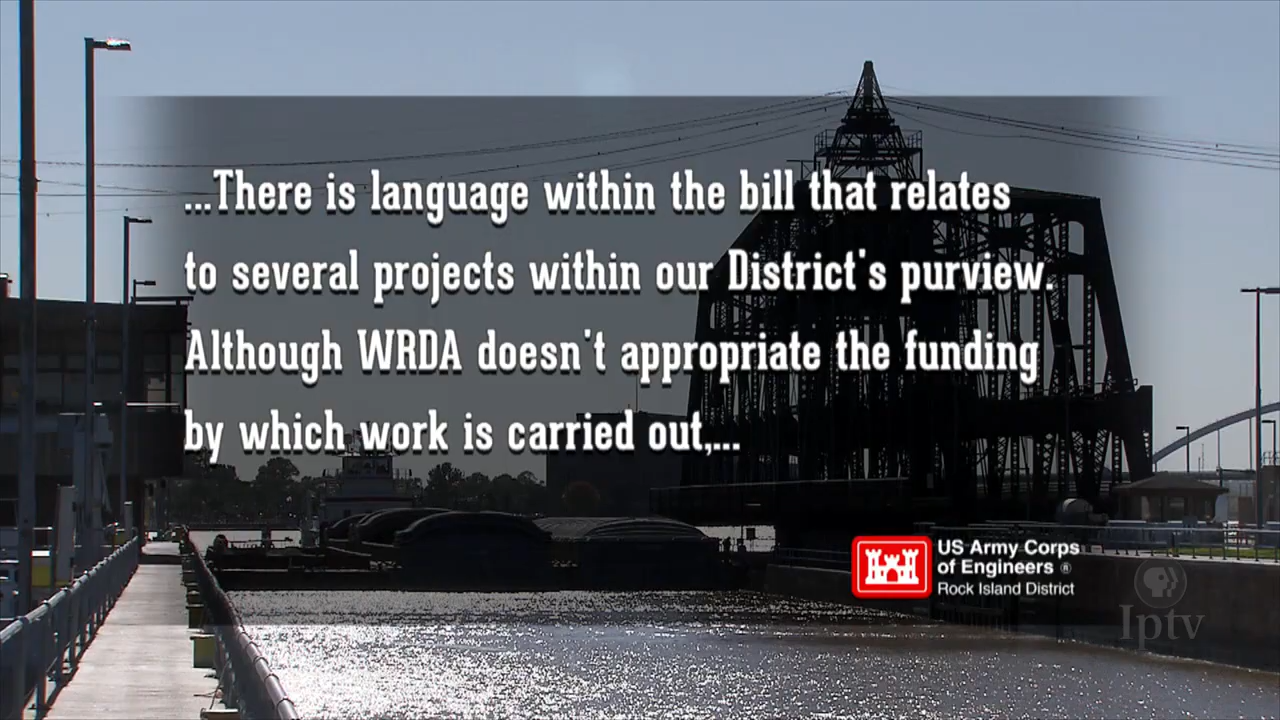 ...There is language within the bill that relates
to several projects within our District's purview.
Although WRDA doesn't appropriate the funding
by which work is carried out,...
US Army Corps
of Engineers ®
Rock Island District
Iptv